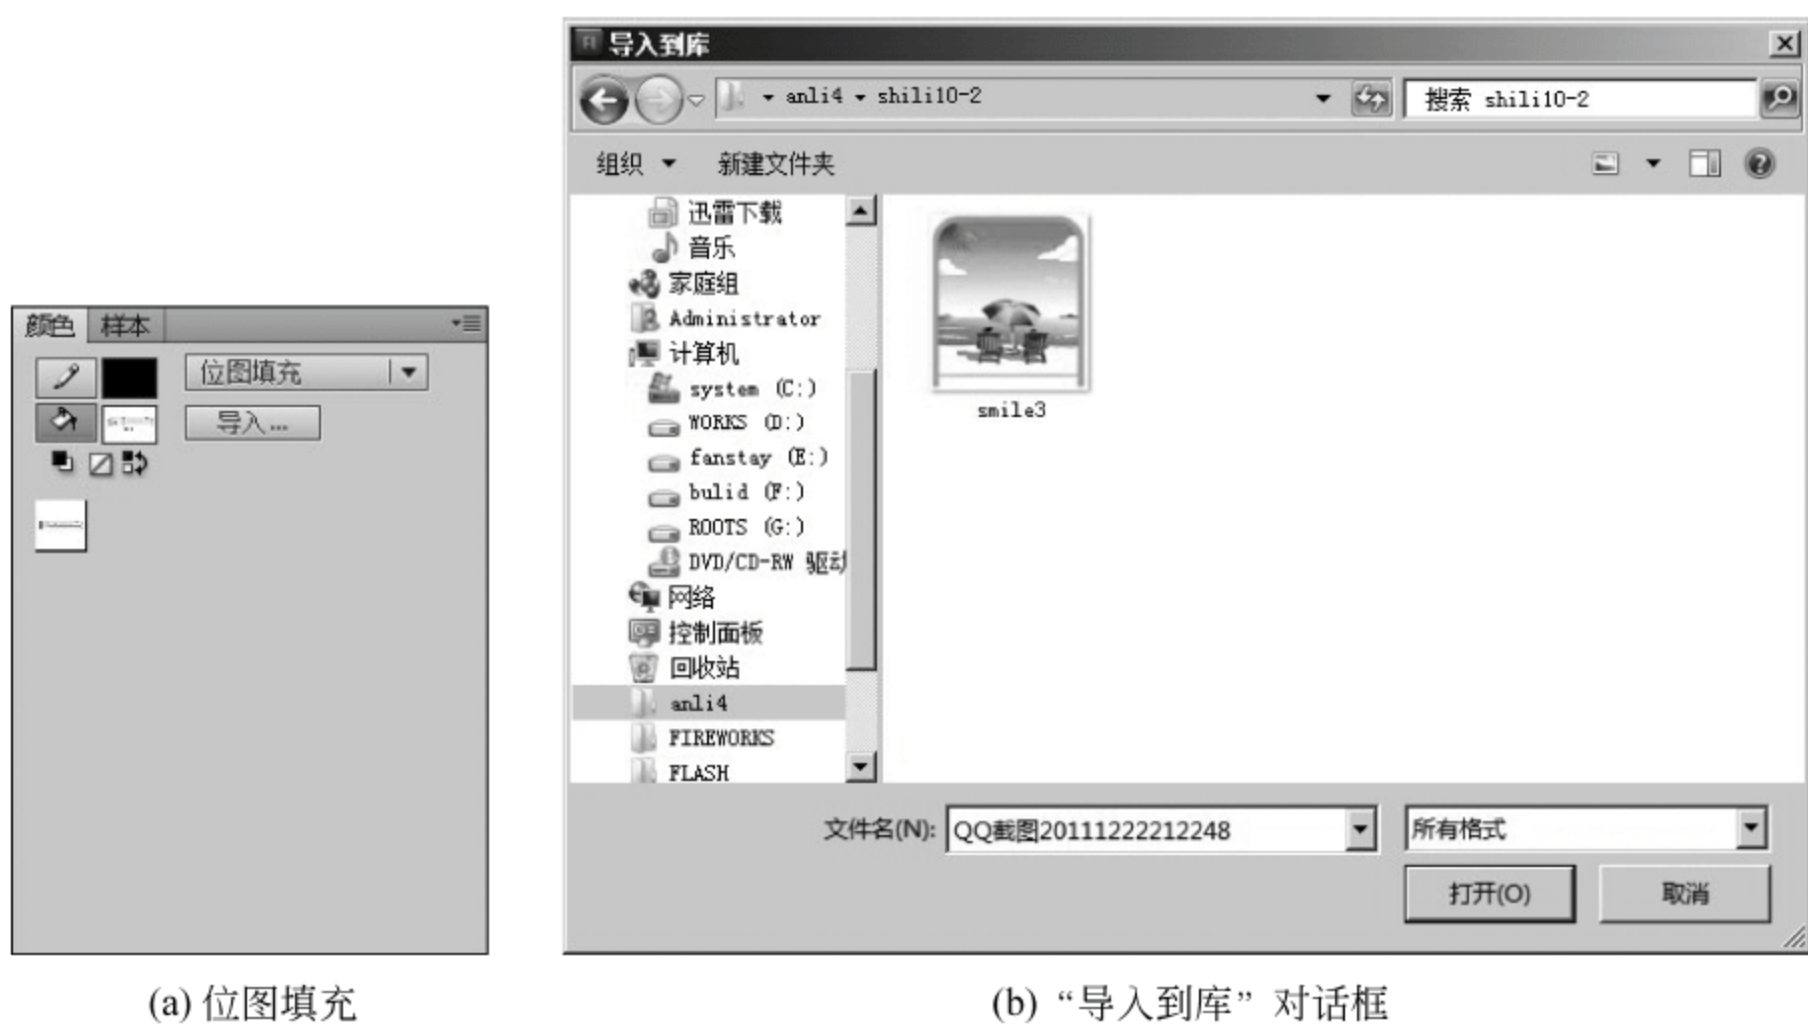 导入到库
anli4 shili10-2
搜索 shili10-2
组织 新建文件夹
迅雷下载
音乐
家庭组
Administrator
计算机
system (C:)
WORKS (D:)
fanstay (E:)
bulid (F:)
ROOTS (G:)
DVD/CD-RW 驱动
网络
控制面板
回收站
anli4
FIREWORKS
FLASH
smile3
文件名(N): QQ截图20111222212248
所有格式
打开(O) 取消
颜色 样本
位图填充
导入...
(a) 位图填充
(b) “导入到库”对话框